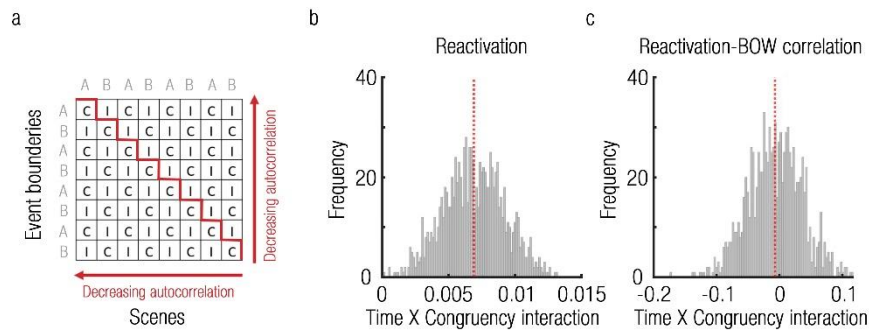 a
A B A B A B A B
A C I C I C I C I
B I C I C I C I C
A C I C I C I C I
B I C I C I C I C
A C I C I C I C I
B I C I C I C I C
A C I C I C I C I
B I C I C I C I C
Event bounderies
Decreasing autocorrelation
Decreasing autocorrelation
Scenes
b
Reactivation
40
20
0
Frequency
0 0.005 0.01 0.015
Time X Congruency interaction
c
Reactivation-BOW correlation
40
20
0
Frequency
-0.2 -0.1 0 0.1
Time X Congruency interaction